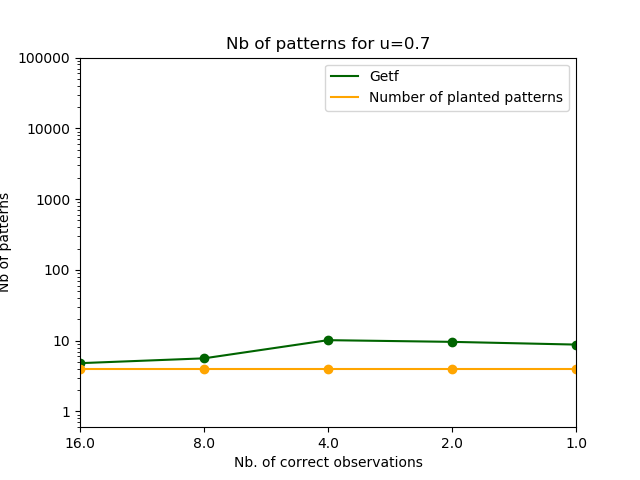 Nb of patterns for u=0.7
Getf
Number of planted patterns
100000
10000
1000
100
10
1
Nb of patterns
16.0 8.0 4.0 2.0 1.0
Nb. of correct observations